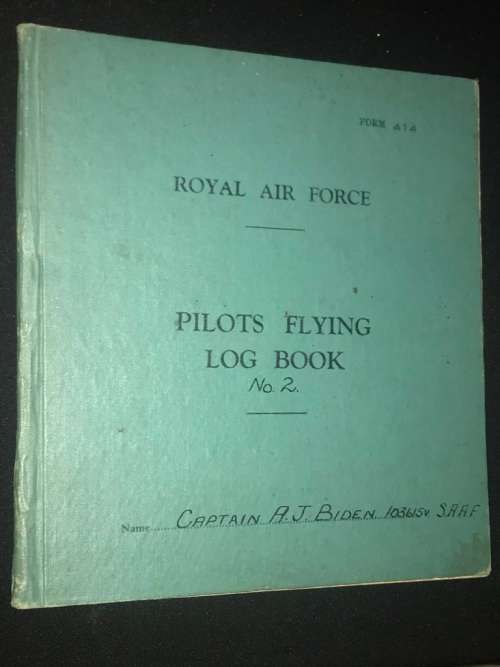 FORM 414
ROYAL AIR FORCE
PILOTS FLYING
LOG BOOK
No. 2.
Name...... CAPTAIN A.J. BIDEN. 103615V. S.A.A.F